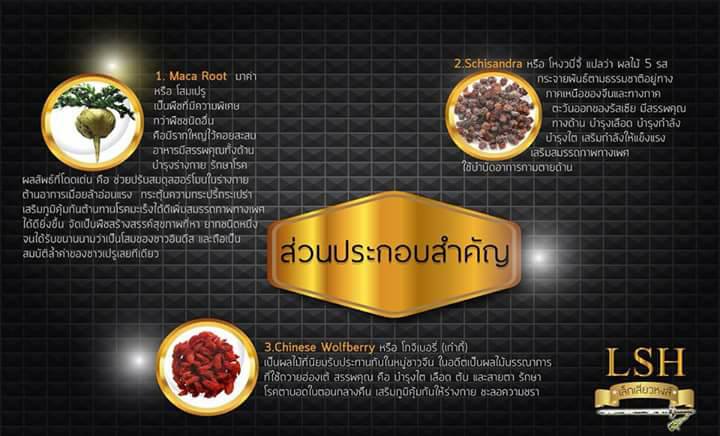 1. Maca Root มาค่า
หรือ โสมเปรู
เป็นพืชที่มีความพิเศษ
กว่าพืชชนิดอื่น
คือมีรากใหญ่ไว้คอยสะสม
อาหารมีสรรพคุณทั้งด้าน
บำรุงร่างกาย รักษาโรค
ผลลัพธ์ที่โดดเด่น คือ ช่วยปรับสมดุลฮอร์โมนในร่างกาย
ต้านอาการเมื่อยล้าอ่อนแรง กระตุ้นความกระปรี้กระเปร่า
เสริมภูมิคุ้มกันต้านทานโรคมะเร็งได้ดีเพิ่มสมรรถภาพทางเพศ
ได้ดียิ่งขึ้น จัดเป็นพืชสร้างสรรค์สุขภาพที่หายากชนิดหนึ่ง
จนได้รับขนานนามว่าเป็นโสมของชาวอินดีส และถือเป็น
สมบัติล้ำค่าของชาวเปรูเลยทีเดียว
2.Schisandra หรือ โหงวบี่จี้ แปลว่า ผลไม้ 5 รส
กระจายพันธ์ตามธรรมชาติอยู่ทาง
ภาคเหนือของจีนและทางภาค
ตะวันออกของรัสเซีย มีสรรพคุณ
ทางด้าน บำรุงเลือด บำรุงกำลัง
บำรุงไต เสริมกำลังให้แข็งแรง
เสริมสมรรถภาพทางเพศ
ใช้บำบัดอาการกามตายด้าน
ส่วนประกอบสำคัญ
3.Chinese Wolfberry หรือ โกจิเบอรี่ (เก๋ากี้)
เป็นผลไม้ที่นิยมรับประทานกันในหมู่ชาวจีน ในอดีตเป็นผลไม้บรรณาการ
ที่ใช้ถวายฮ่องเต้ สรรพคุณ คือ บำรุงไต เลือด ตับ และสายตา รักษา
โรคตาบอดในตอนกลางคืน เสริมภูมิคุ้มกันให้ร่างกาย ชะลอความชรา
LSH
เล็กเสียวหงส์